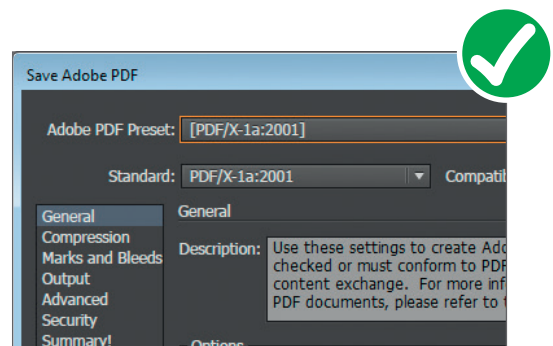 Save Adobe PDF
Adobe PDF Preset: [PDF/X-1a:2001]
Standard: PDF/X-1a:2001 Compatib
General
Compression
Marks and Bleeds
Output
Advanced
Security
Summary!
General
Description: Use these settings to create Ado
checked or must conform to PDF
content exchange. For more inf
PDF documents, please refer to t
Options